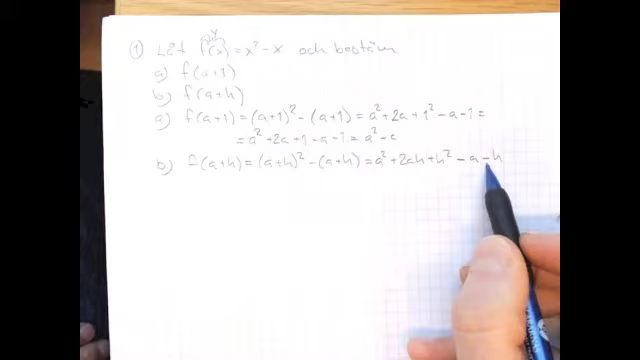 y
① Låt f(x) = x² - x och bestäm
a) f(a+1)
b) f(a+h)
a) f(a+1) = (a+1)² - (a+1) = a² + 2a + 1² - a - 1 =
= a² + 2a + 1 - a - 1 = a² + a
b) f(a+h) = (a+h)² - (a+h) = a² + 2ah + h² - a - h